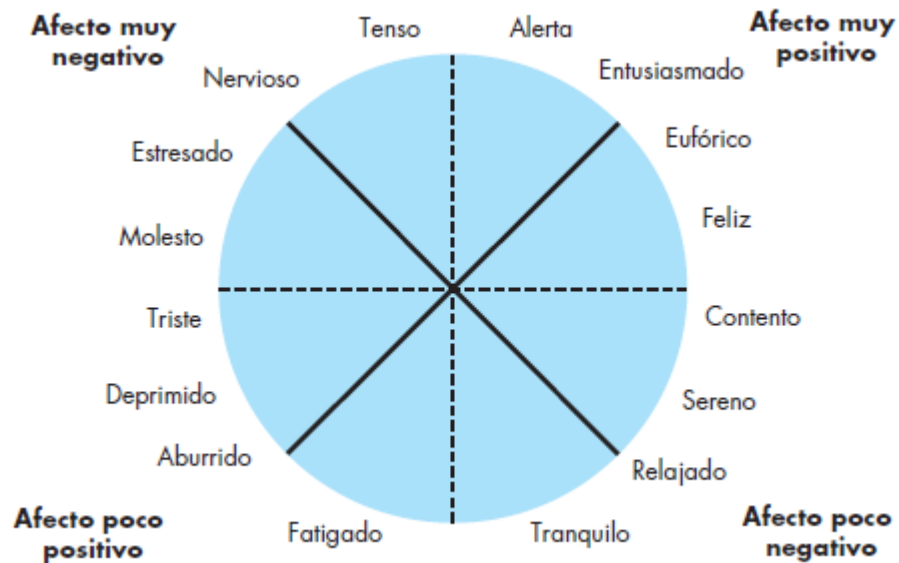 Afecto muy
negativo
Tenso
Alerta
Afecto muy
positivo
Nervioso
Entusiasmado
Estresado
Eufórico
Molesto
Feliz
Triste
Contento
Deprimido
Sereno
Aburrido
Relajado
Afecto poco
positivo
Fatigado
Tranquilo
Afecto poco
negativo